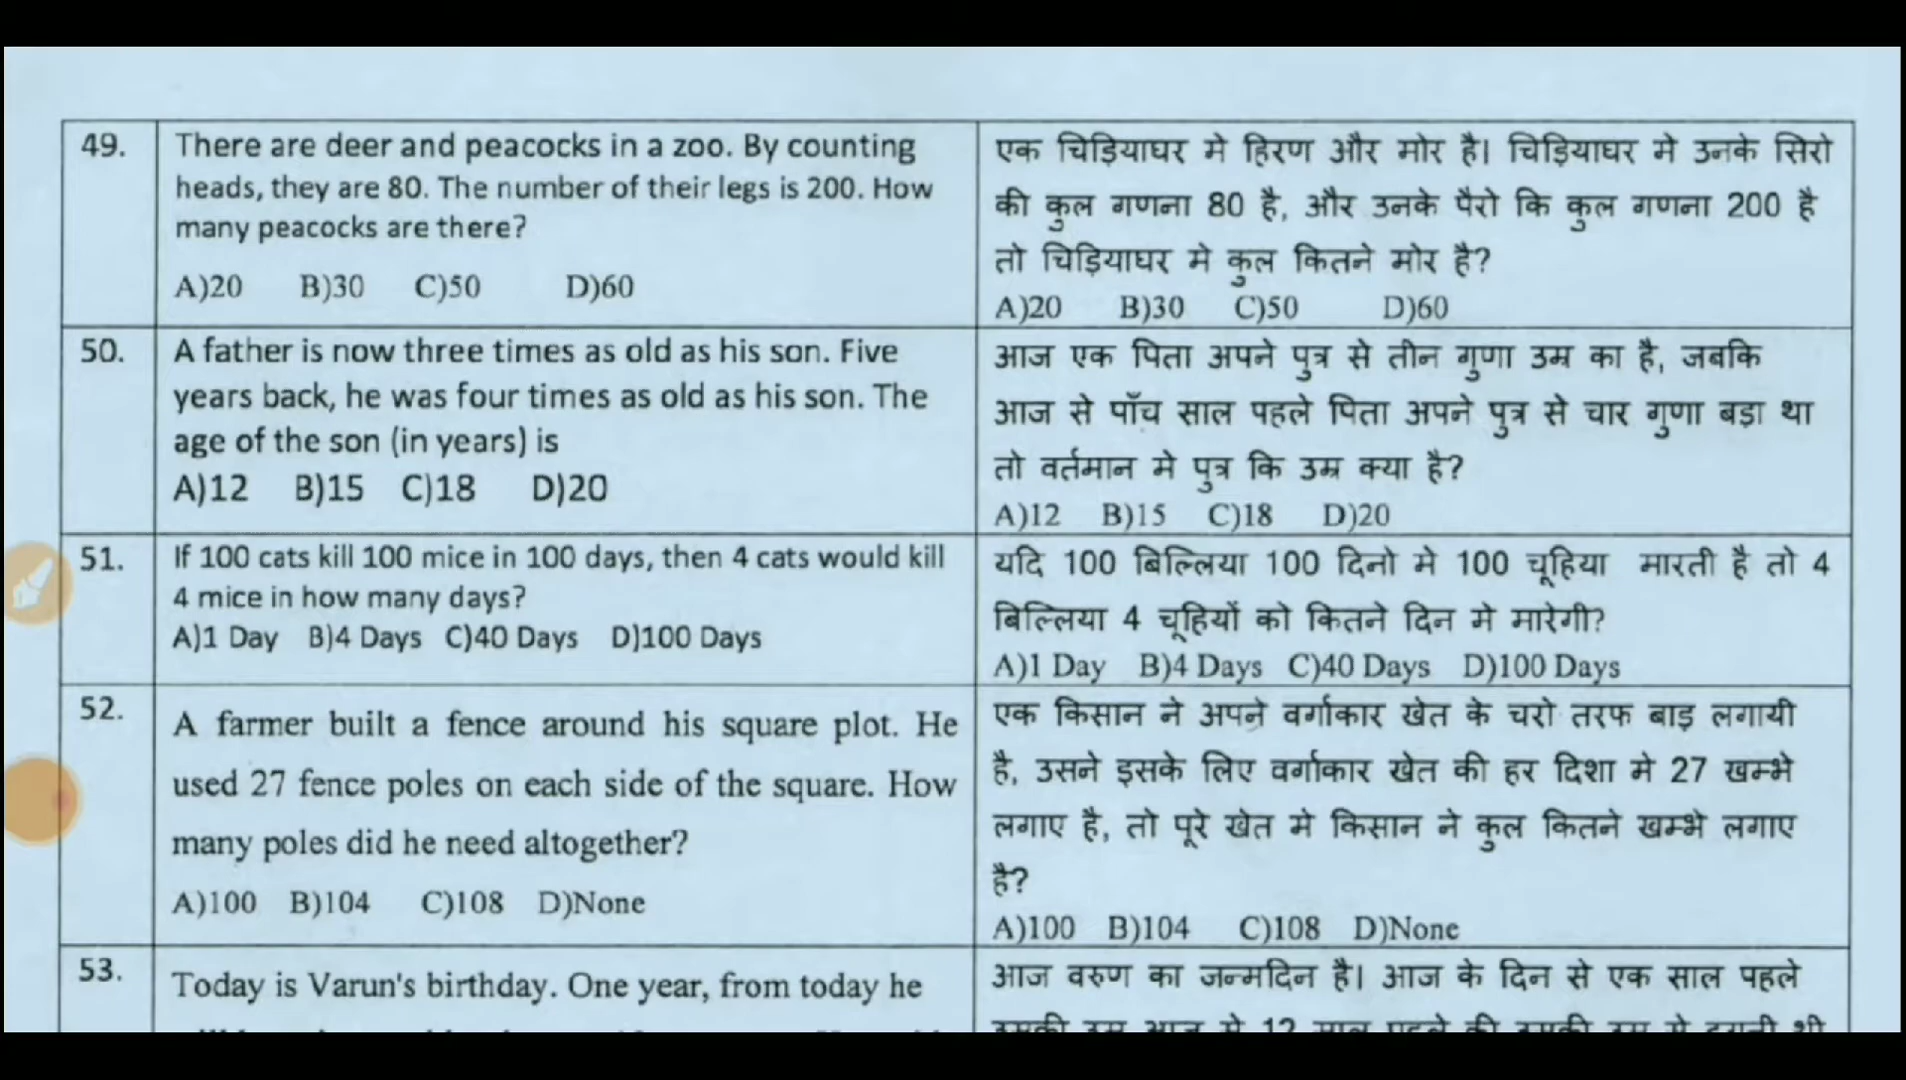 49.
There are deer and peacocks in a zoo. By counting
heads, they are 80. The number of their legs is 200. How
many peacocks are there?
A)20 B)30 C)50 D)60
एक चिड़ियाघर मे हिरण और मोर है। चिड़ियाघर मे उनके सिरो
की कुल गणना 80 है, और उनके पैरो कि कुल गणना 200 है
तो चिड़ियाघर मे कुल कितने मोर है?
A)20 B)30 C)50 D)60
50.
A father is now three times as old as his son. Five
years back, he was four times as old as his son. The
age of the son (in years) is
A)12 B)15 C)18 D)20
आज एक पिता अपने पुत्र से तीन गुणा उम्र का है, जबकि
आज से पाँच साल पहले पिता अपने पुत्र से चार गुणा बड़ा था
तो वर्तमान मे पुत्र कि उम्र क्या है?
A)12 B)15 C)18 D)20
51.
If 100 cats kill 100 mice in 100 days, then 4 cats would kill
4 mice in how many days?
A)1 Day B)4 Days C)40 Days D)100 Days
यदि 100 बिल्लिया 100 दिनो मे 100 चूहिया मारती है तो 4
बिल्लिया 4 चूहियों को कितने दिन मे मारेगी?
A)1 Day B)4 Days C)40 Days D)100 Days
52.
A farmer built a fence around his square plot. He
used 27 fence poles on each side of the square. How
many poles did he need altogether?
A)100 B)104 C)108 D)None
एक किसान ने अपने वर्गाकार खेत के चरो तरफ बाड़ लगायी
है, उसने इसके लिए वर्गाकार खेत की हर दिशा मे 27 खम्भे
लगाए है, तो पूरे खेत मे किसान ने कुल कितने खम्भे लगाए
है?
A)100 B)104 C)108 D)None
53.
Today is Varun's birthday. One year, from today he
आज वरुण का जन्मदिन है। आज के दिन से एक साल पहले